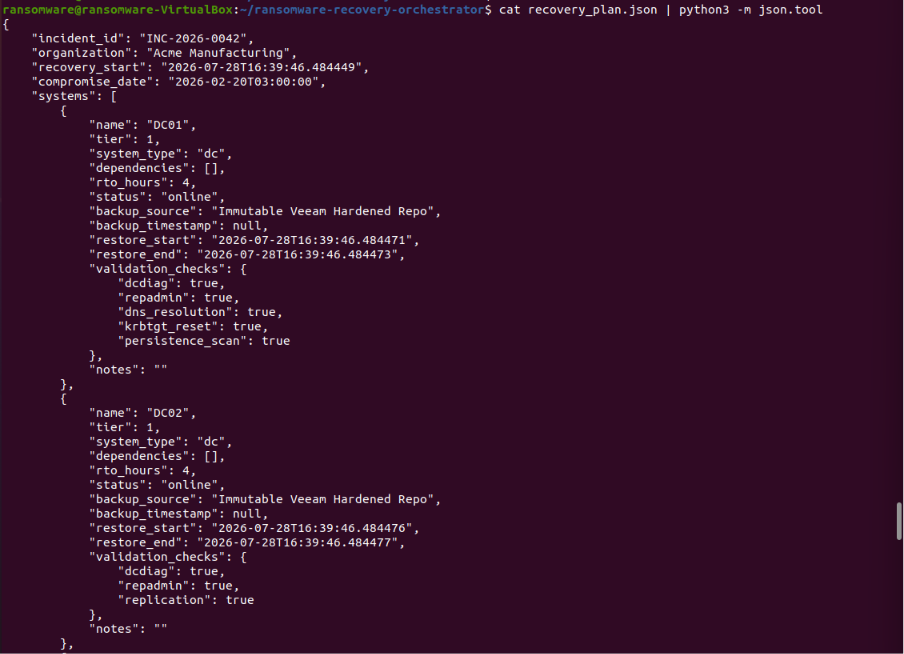 ransomware@ransomware-VirtualBox:~/ransomware-recovery-orchestrator$ cat recovery_plan.json | python3 -m json.tool
{
    "incident_id": "INC-2026-0042",
    "organization": "Acme Manufacturing",
    "recovery_start": "2026-07-28T16:39:46.484449",
    "compromise_date": "2026-02-20T03:00:00",
    "systems": [
        {
            "name": "DC01",
            "tier": 1,
            "system_type": "dc",
            "dependencies": [],
            "rto_hours": 4,
            "status": "online",
            "backup_source": "Immutable Veeam Hardened Repo",
            "backup_timestamp": null,
            "restore_start": "2026-07-28T16:39:46.484471",
            "restore_end": "2026-07-28T16:39:46.484473",
            "validation_checks": {
                "dcdiag": true,
                "repadmin": true,
                "dns_resolution": true,
                "krbtgt_reset": true,
                "persistence_scan": true
            },
            "notes": ""
        },
        {
            "name": "DC02",
            "tier": 1,
            "system_type": "dc",
            "dependencies": [],
            "rto_hours": 4,
            "status": "online",
            "backup_source": "Immutable Veeam Hardened Repo",
            "backup_timestamp": null,
            "restore_start": "2026-07-28T16:39:46.484476",
            "restore_end": "2026-07-28T16:39:46.484477",
            "validation_checks": {
                "dcdiag": true,
                "repadmin": true,
                "replication": true
            },
            "notes": ""
        },